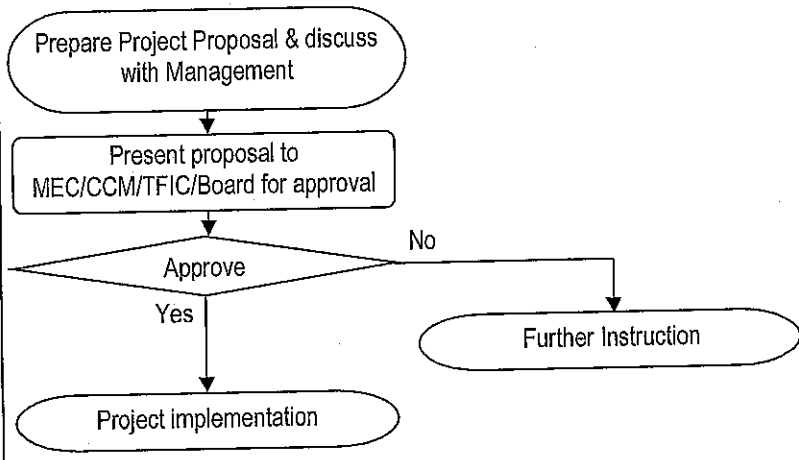 Prepare Project Proposal & discuss
with Management
Present proposal to
MEC/CCM/TFIC/Board for approval
Approve
No
Yes
Further Instruction
Project implementation